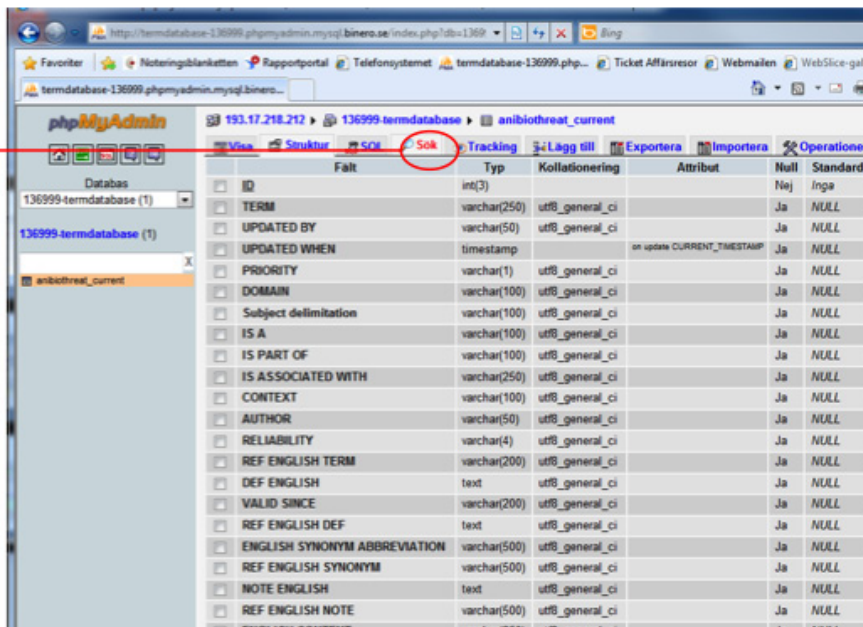 http://termdatabase-136999.phpmyadmin.mysql.binero.se/index.php?db=1369
Bing
Favoriter Noteringsblanketten Rapportportal Telefonsystemet termdatabase-136999.php... Ticket Affärsresor Webmailen WebSlice-gal
termdatabase-136999.phpmyadmin.mysql.binero...
phpMyAdmin
Databas
136999-termdatabase (1)
136999-termdatabase (1)
X
anibiothreat_current
193.17.218.212 ▸ 136999-termdatabase ▸ anibiothreat_current
Visa Struktur SQL Sök Tracking Lägg till Exportera Importera Operatione
Fält Typ Kollationering Attribut Null Standard
ID int(3) Nej Inga
TERM varchar(250) utf8_general_ci Ja NULL
UPDATED BY varchar(50) utf8_general_ci Ja NULL
UPDATED WHEN timestamp on update CURRENT_TIMESTAMP Ja NULL
PRIORITY varchar(1) utf8_general_ci Ja NULL
DOMAIN varchar(100) utf8_general_ci Ja NULL
Subject delimitation varchar(100) utf8_general_ci Ja NULL
IS A varchar(100) utf8_general_ci Ja NULL
IS PART OF varchar(100) utf8_general_ci Ja NULL
IS ASSOCIATED WITH varchar(250) utf8_general_ci Ja NULL
CONTEXT varchar(100) utf8_general_ci Ja NULL
AUTHOR varchar(50) utf8_general_ci Ja NULL
RELIABILITY varchar(4) utf8_general_ci Ja NULL
REF ENGLISH TERM varchar(200) utf8_general_ci Ja NULL
DEF ENGLISH text utf8_general_ci Ja NULL
VALID SINCE varchar(200) utf8_general_ci Ja NULL
REF ENGLISH DEF text utf8_general_ci Ja NULL
ENGLISH SYNONYM ABBREVIATION varchar(500) utf8_general_ci Ja NULL
REF ENGLISH SYNONYM varchar(500) utf8_general_ci Ja NULL
NOTE ENGLISH text utf8_general_ci Ja NULL
REF ENGLISH NOTE varchar(500) utf8_general_ci Ja NULL